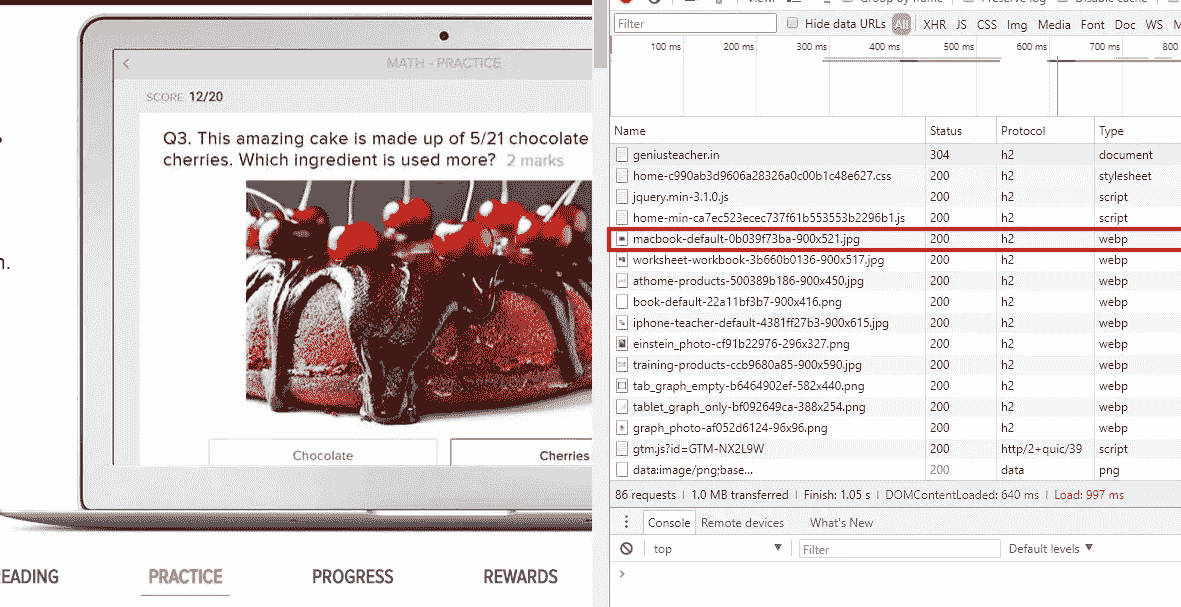 MATH - PRACTICE
SCORE 12/20
Q3. This amazing cake is made up of 5/21 chocolate
cherries. Which ingredient is used more? 2 marks
Chocolate
Cherries
EADING
PRACTICE
PROGRESS
REWARDS
Filter
Hide data URLs
All
XHR
JS
CSS
Img
Media
Font
Doc
WS
M
100 ms
200 ms
300 ms
400 ms
500 ms
600 ms
700 ms
800
Name Status Protocol Type
geniusteacher.in 304 h2 document
home-c990ab3d9606a28326a0c00b1c48e627.css 200 h2 stylesheet
jquery.min-3.1.0.js 200 h2 script
home-min-ca7ec523ecec737f61b553553b2296b1.js 200 h2 script
macbook-default-0b039f73ba-900x521.jpg 200 h2 webp
worksheet-workbook-3b660b0136-900x517.jpg 200 h2 webp
athome-products-500389b186-900x450.jpg 200 h2 webp
book-default-22a11bf3b7-900x416.png 200 h2 webp
iphone-teacher-default-4381ff27b3-900x615.jpg 200 h2 webp
einstein_photo-cf91b22976-296x327.png 200 h2 webp
training-products-ccb9680a85-900x590.jpg 200 h2 webp
tab_graph_empty-b6464902ef-582x440.png 200 h2 webp
tablet_graph_only-bf092649ca-388x254.png 200 h2 webp
graph_photo-af052d6124-96x96.png 200 h2 webp
gtm.js?id=GTM-NX2L9W 200 http/2+quic/39 script
data:image/png;base... 200 data png
86 requests | 1.0 MB transferred | Finish: 1.05 s | DOMContentLoaded: 640 ms | Load: 997 ms
Console Remote devices What's New
top Filter Default levels